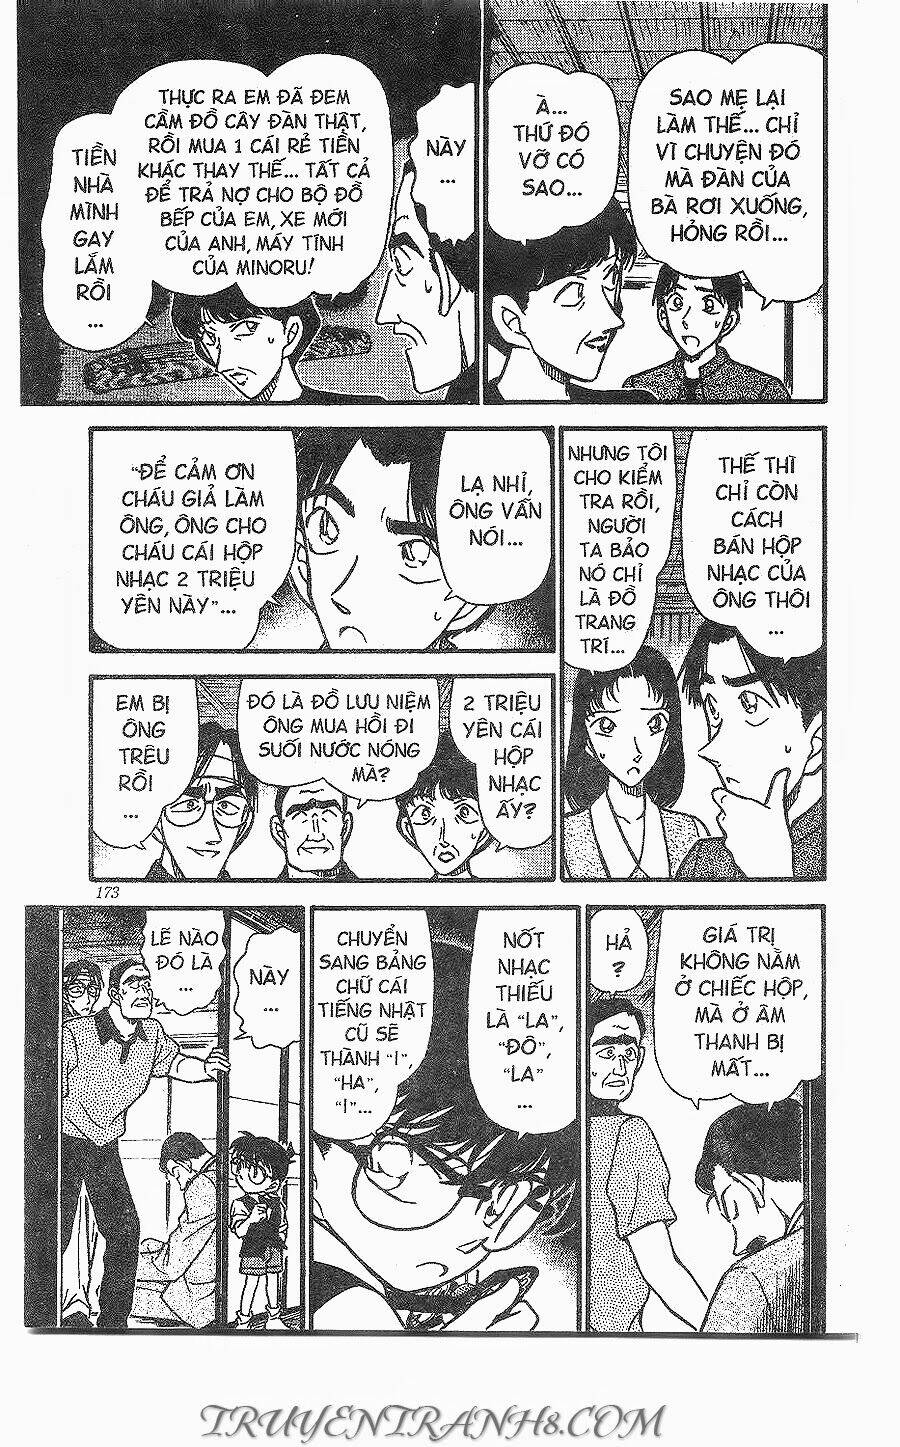 SAO MẸ LẠI
LÀM THẾ... CHỈ
VÌ CHUYỆN ĐÓ
MÀ ĐÀN CỦA
BÀ RƠI XUỐNG,
HỎNG RỒI...
À...
THỨ ĐÓ
VỠ CÓ
SAO...
NÀY
...
THỰC RA EM ĐÃ ĐEM
CẦM ĐỒ CÂY ĐÀN THẬT,
RỒI MUA 1 CÁI RẺ TIỀN
KHÁC THAY THẾ... TẤT CẢ
ĐỂ TRẢ NỢ CHO BỘ ĐỒ
BẾP CỦA EM, XE MỚI
CỦA ANH, MÁY TÍNH
CỦA MINORU!
TIỀN
NHÀ
MÌNH
GAY
LẮM
RỒI
...
THẾ THÌ
CHỈ CÒN
CÁCH
BÁN HỘP
NHẠC CỦA
ÔNG THÔI
...
NHƯNG TÔI
CHO KIỂM
TRA RỒI,
NGƯỜI
TA BẢO
NÓ CHỈ
LÀ ĐỒ
TRANG
TRÍ...
LẠ NHỈ,
ÔNG VẪN
NÓI...
"ĐỂ CẢM ƠN
CHÁU GIẢ LÀM
ÔNG, ÔNG CHO
CHÁU CÁI HỘP
NHẠC 2 TRIỆU
YÊN NÀY"...
2 TRIỆU
YÊN CÁI
HỘP
NHẠC
ẤY?
ĐÓ LÀ ĐỒ LƯU NIỆM
ÔNG MUA HỒI ĐI
SUỐI NƯỚC NÓNG
MÀ?
EM BỊ
ÔNG
TRÊU
RỒI
...
173
GIÁ TRỊ
KHÔNG NẰM
Ở CHIẾC HỘP,
MÀ Ở ÂM
THANH BỊ
MẤT...
HẢ
?
NỐT
NHẠC
THIẾU
LÀ "LA",
"ĐÔ",
"LA"
...
CHUYỂN
SANG BẢNG
CHỮ CÁI
TIẾNG NHẬT
CŨ SẼ
THÀNH "I",
"HA",
"I"...
NÀY
...
LẼ NÀO
ĐÓ LÀ
...
TRUYENTRANH8.COM